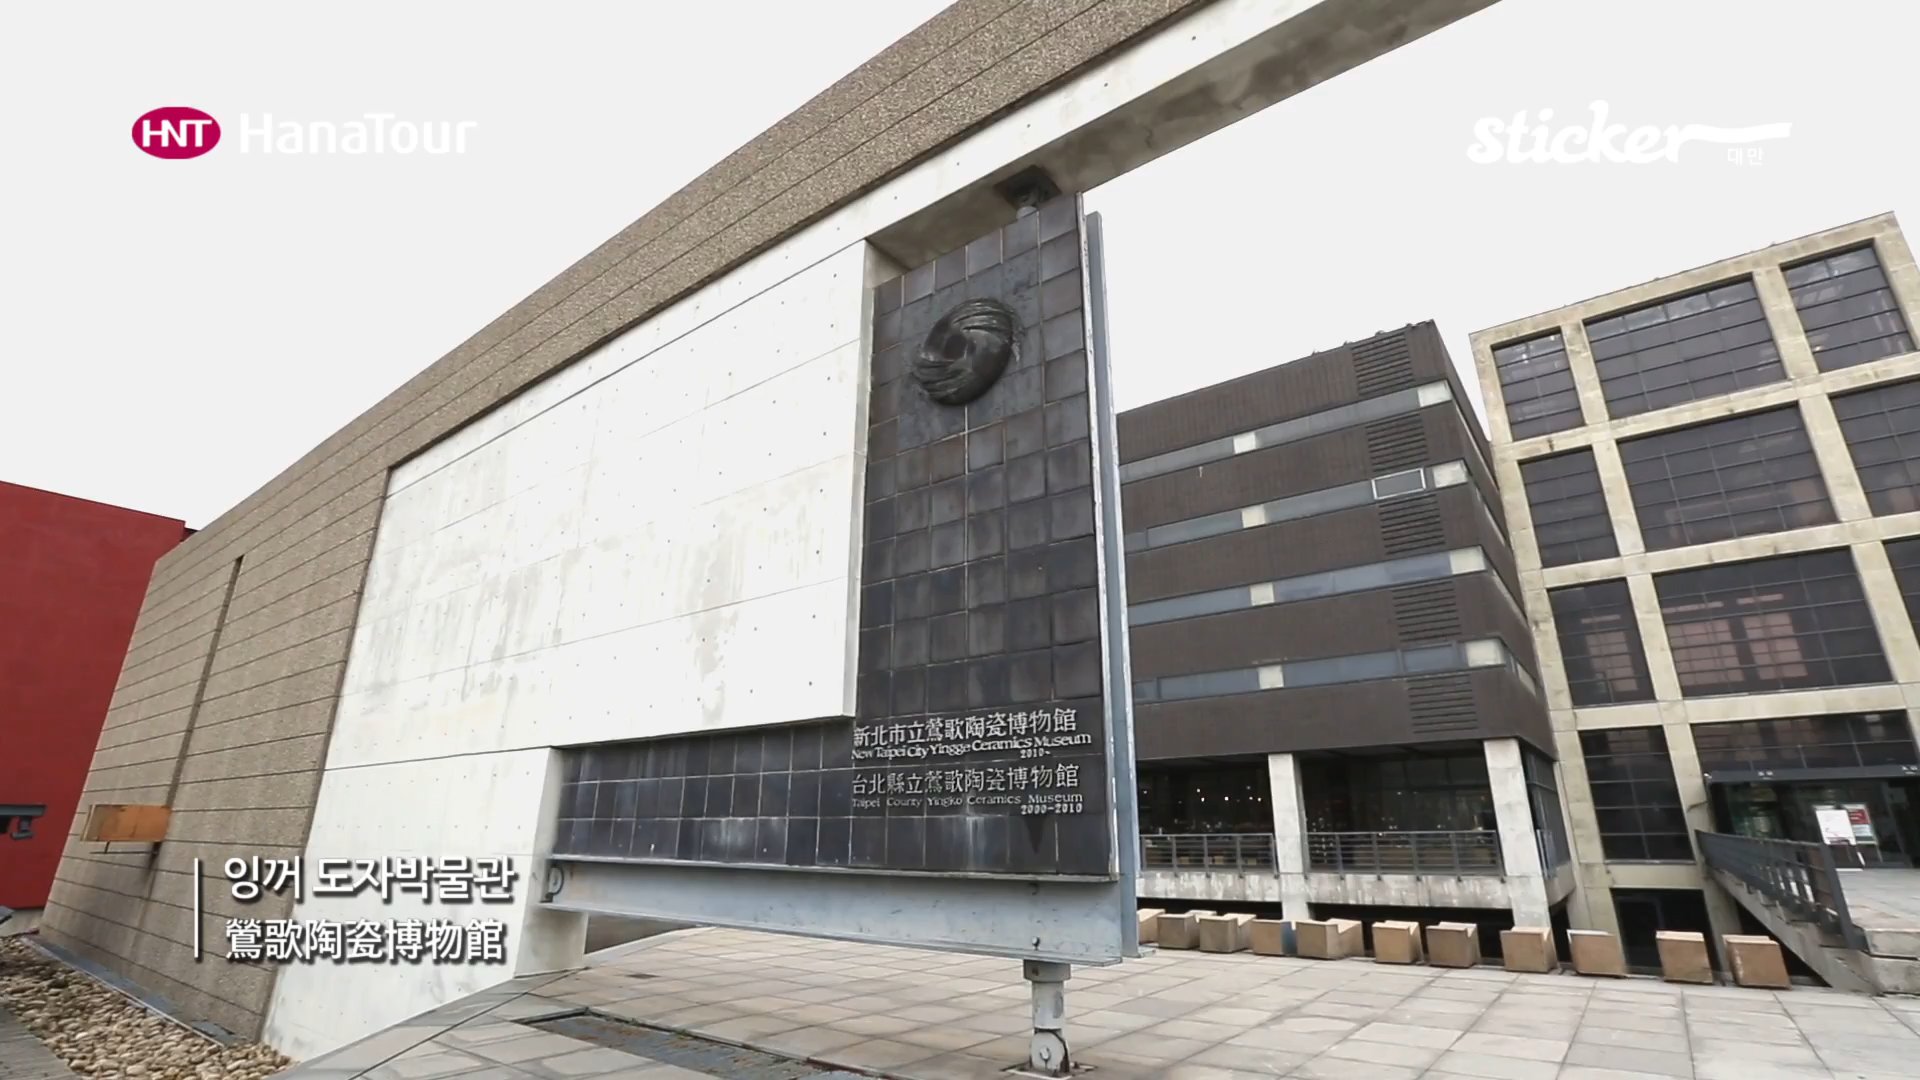 HNT HanaTour
sticker
대만
新北市立鶯歌陶瓷博物館
New Taipei City Yingge Ceramics Museum
2010~
台北縣立鶯歌陶瓷博物館
Taipei County Yingko Ceramics Museum
2000-2010
잉꺼 도자박물관
鶯歌陶瓷博物館